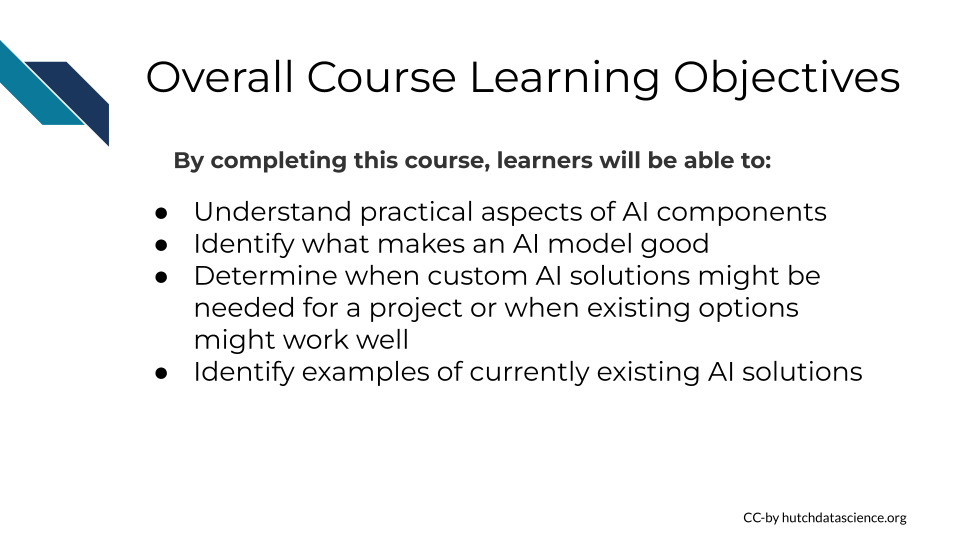 Overall Course Learning Objectives
By completing this course, learners will be able to:
● Understand practical aspects of AI components
● Identify what makes an AI model good
● Determine when custom AI solutions might be
needed for a project or when existing options
might work well
● Identify examples of currently existing AI solutions
CC-by hutchdatascience.org